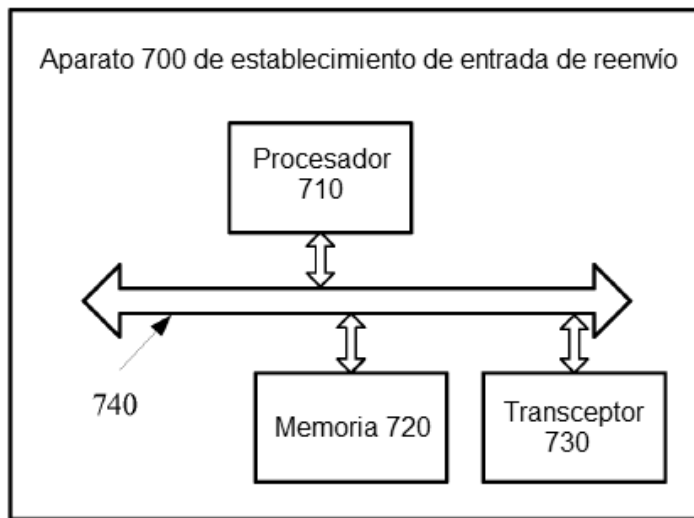 Aparato 700 de establecimiento de entrada de reenvío
Procesador
710
740
Memoria 720
Transceptor
730